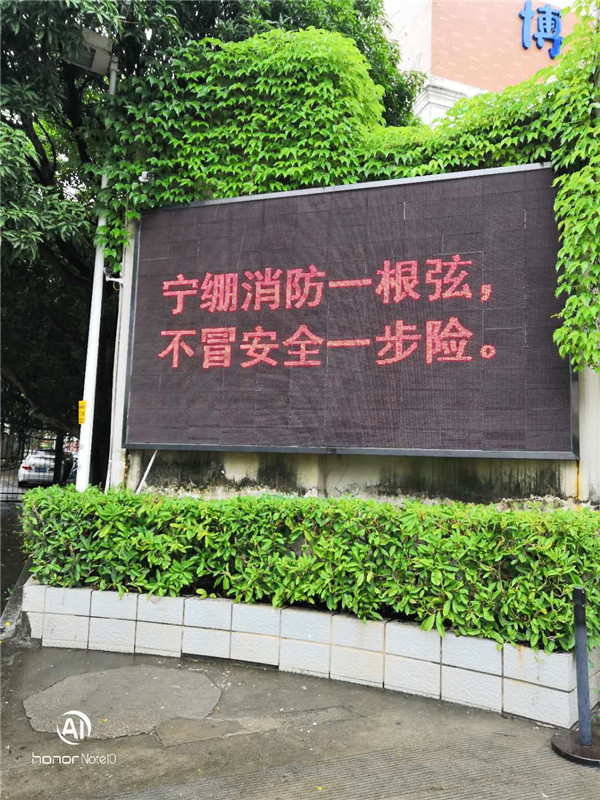 博
宁绷消防一根弦，
不冒安全一步险。
AI
honor Note10